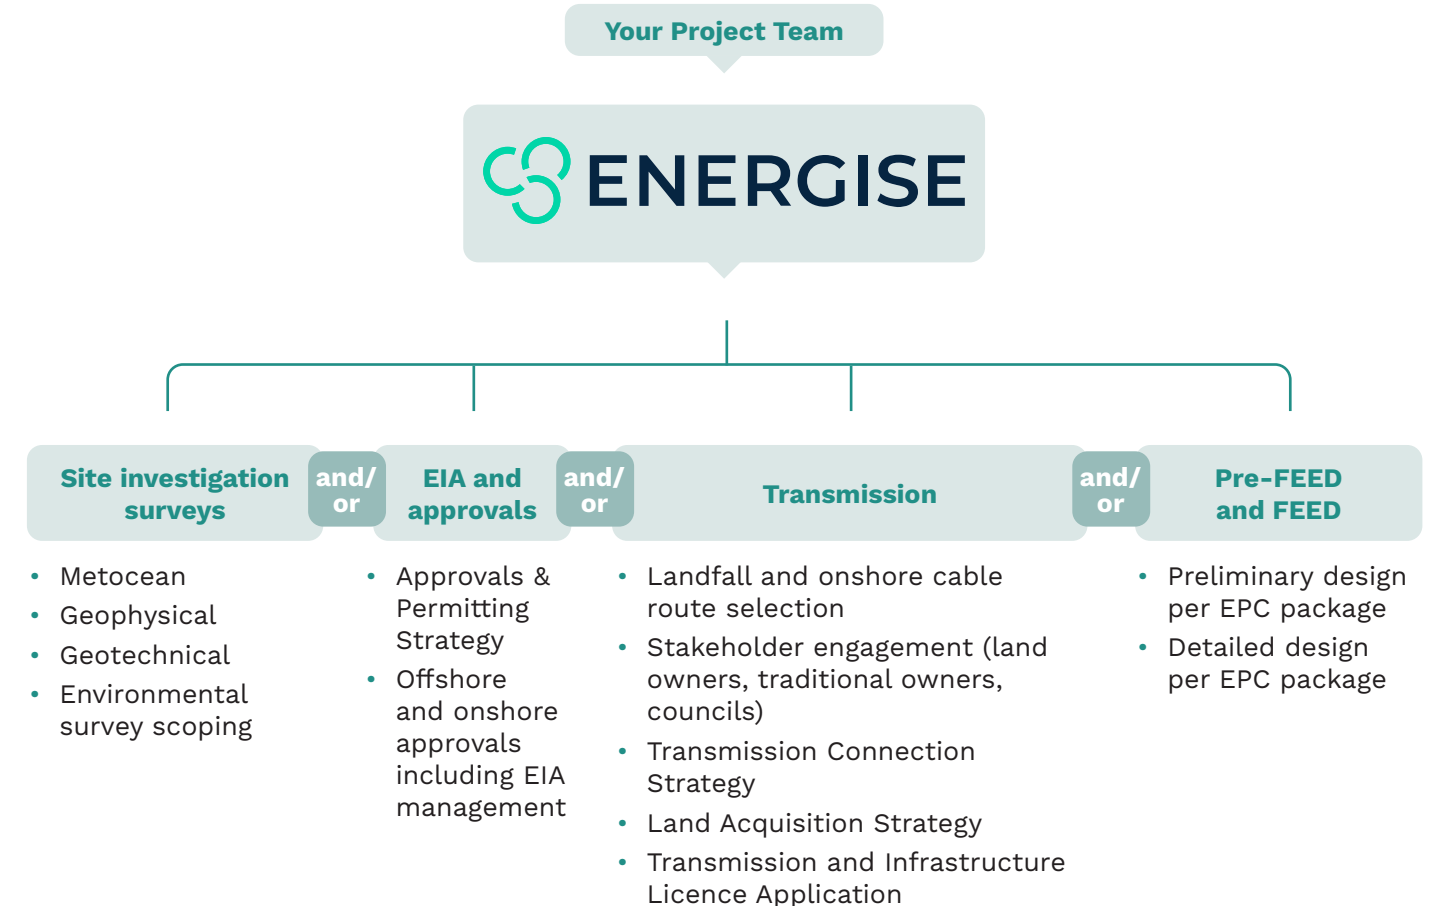 Your Project Team
ENERGISE
Site investigation
surveys
and/
or
EIA and
approvals
and/
or
Transmission
and/
or
Pre-FEED
and FEED
• Metocean
• Geophysical
• Geotechnical
• Environmental
survey scoping
• Approvals &
Permitting
Strategy
• Offshore
and onshore
approvals
including EIA
management
• Landfall and onshore cable
route selection
• Stakeholder engagement (land
owners, traditional owners,
councils)
• Transmission Connection
Strategy
• Land Acquisition Strategy
• Transmission and Infrastructure
Licence Application
• Preliminary design
per EPC package
• Detailed design
per EPC package